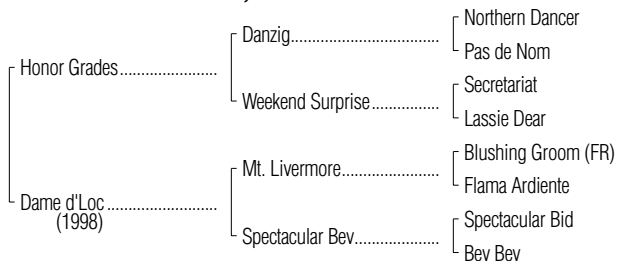 Northern Dancer
Danzig
Pas de Nom
Honor Grades
Secretariat
Weekend Surprise
Lassie Dear
Blushing Groom (FR)
Mt. Livermore
Flama Ardiente
Dame d'Loc
(1998)
Spectacular Bid
Spectacular Bev
Bev Bev